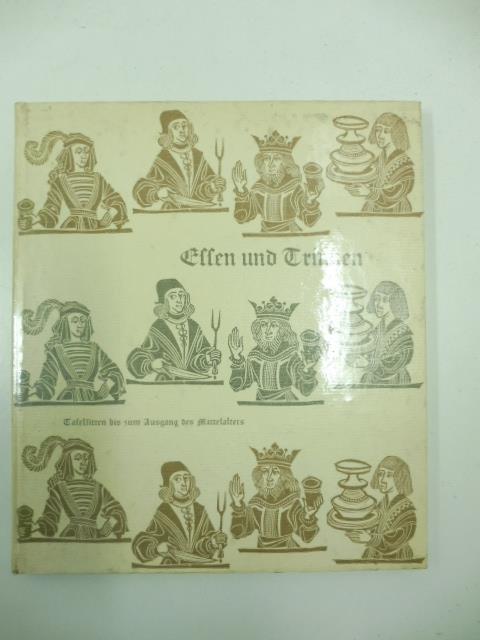 Essen und Trinken
Tafelsitten bis zum Ausgang des Mittelalters